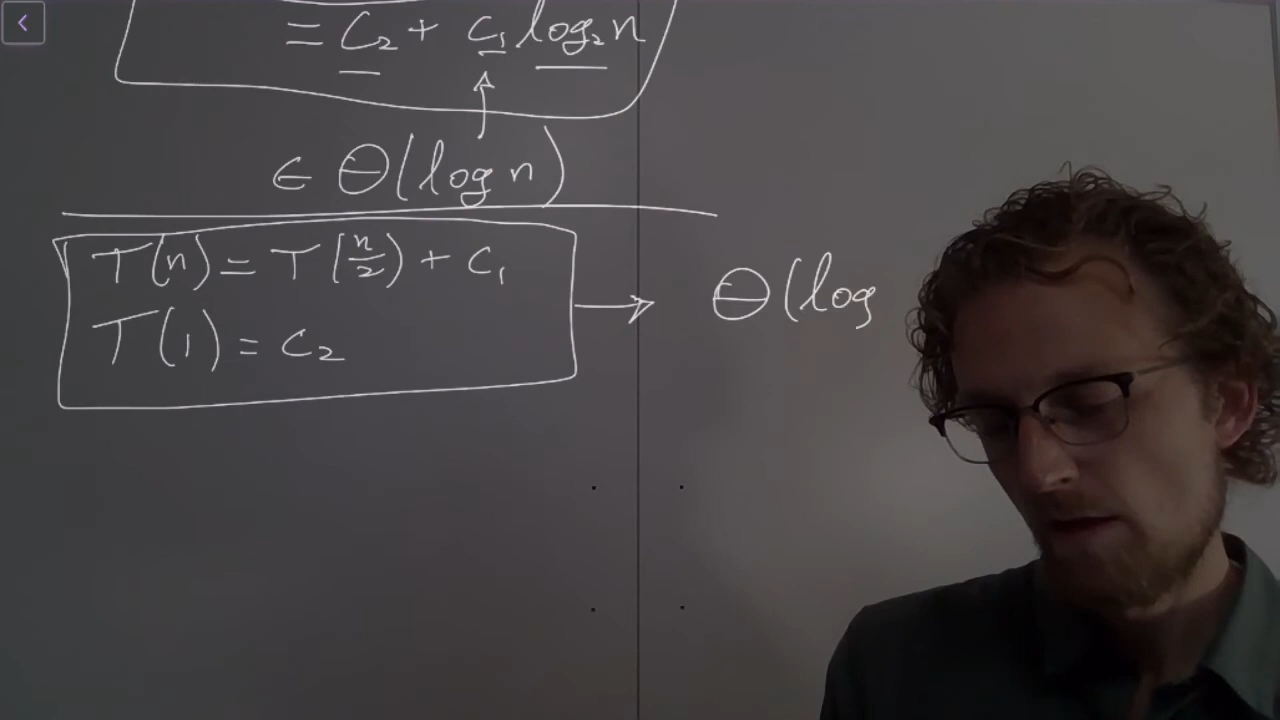 = C₂ + C₁ log₂ n
∈ Θ(log n)
T(n) = T(n/2) + C₁
T(1) = C₂
→ Θ(log